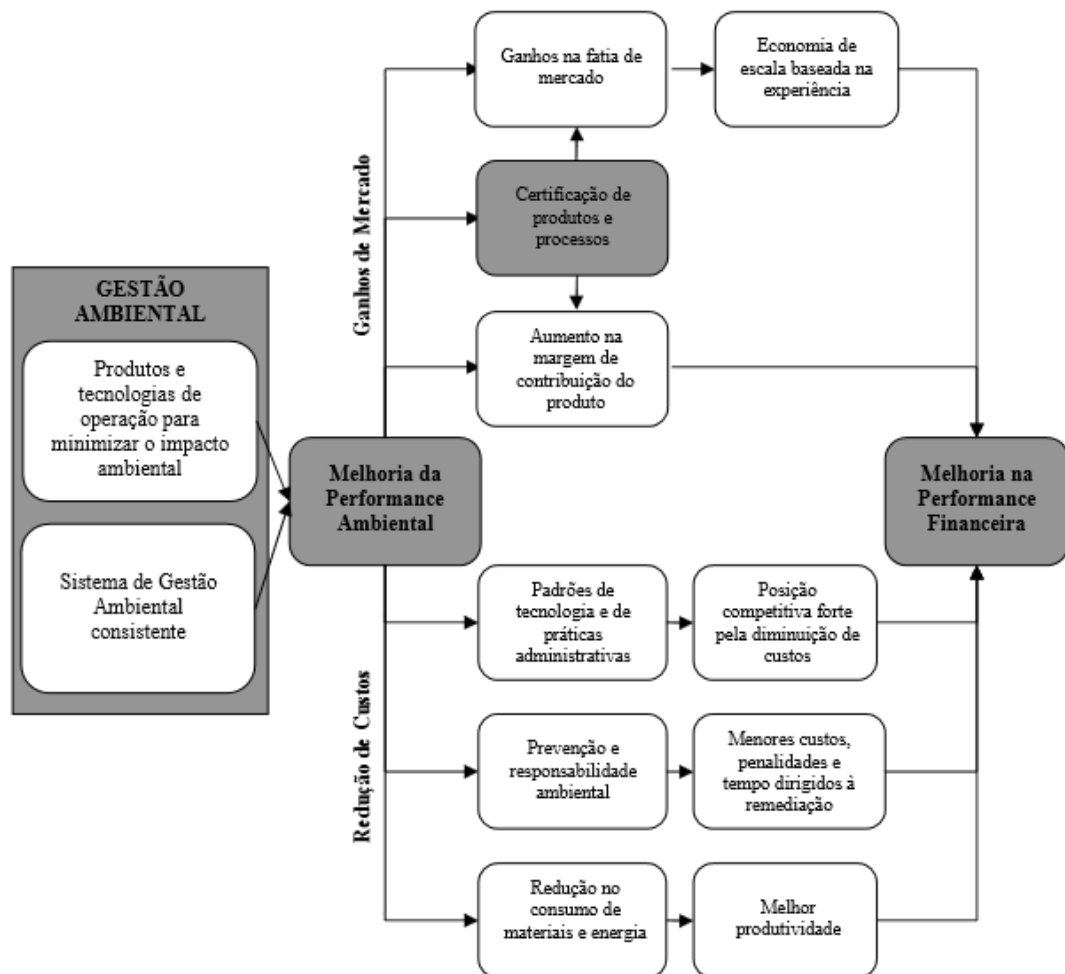 Ganhos na fatia de
mercado
Economia de
escala baseada na
experiência
Ganhos de Mercado
Certificação de
produtos e
processos
GESTÃO
AMBIENTAL
Aumento na
margem de
contribuição do
produto
Produtos e
tecnologias de
operação para
minimizar o impacto
ambiental
Melhoria da
Performance
Ambiental
Melhoria na
Performance
Financeira
Sistema de Gestão
Ambiental
consistente
Padrões de
tecnologia e de
práticas
administrativas
Posição
competitiva forte
pela diminuição de
custos
Redução de Custos
Prevenção e
responsabilidade
ambiental
Menores custos,
penalidades e
tempo dirigidos à
remediação
Redução no
consumo de
materiais e energia
Melhor
produtividade